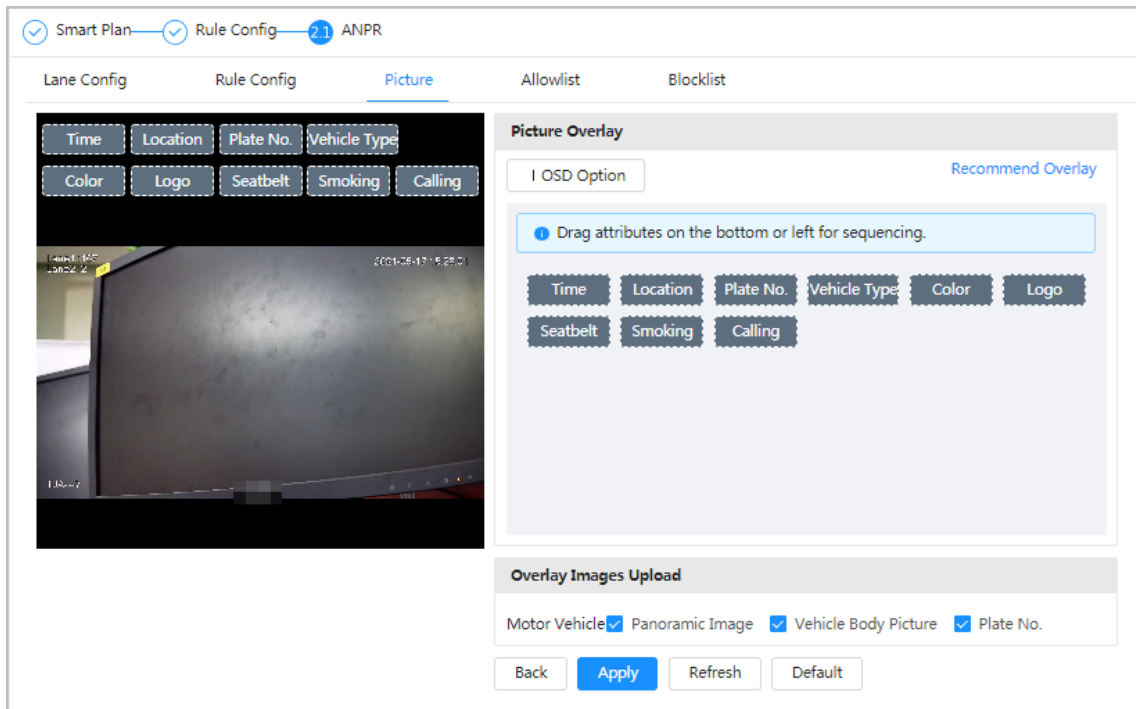 Smart Plan Rule Config 2.1 ANPR
Lane Config Rule Config Picture Allowlist Blocklist
Time Location Plate No. Vehicle Type
Color Logo Seatbelt Smoking Calling
Picture Overlay
I OSD Option Recommend Overlay
Drag attributes on the bottom or left for sequencing.
Time Location Plate No. Vehicle Type Color Logo
Seatbelt Smoking Calling
Overlay Images Upload
Motor Vehicle Panoramic Image Vehicle Body Picture Plate No.
Back Apply Refresh Default